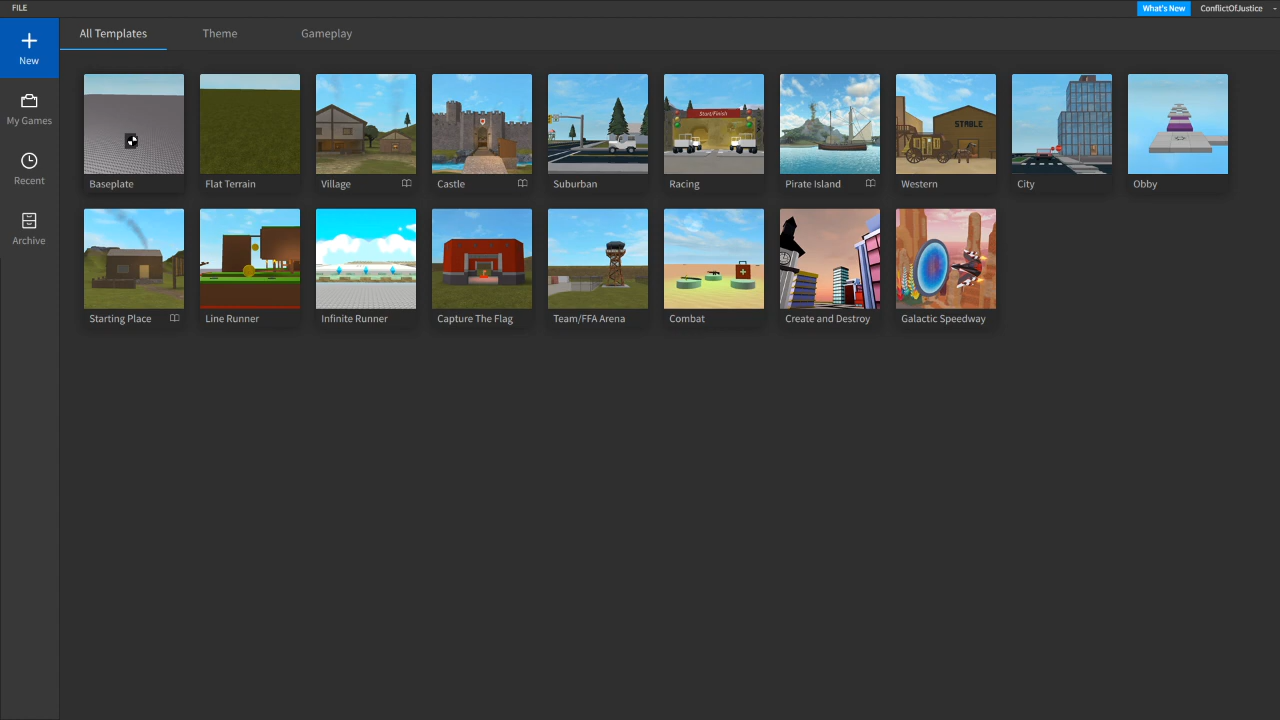 FILE
What's New
ConflictOfJustice
New
My Games
Recent
Archive
All Templates
Theme
Gameplay
Baseplate
Flat Terrain
Village
Castle
Suburban
Start/Finish
Racing
Pirate Island
STABLE
Western
City
Obby
Starting Place
Line Runner
Infinite Runner
Capture The Flag
Team/FFA Arena
Combat
Create and Destroy
Galactic Speedway